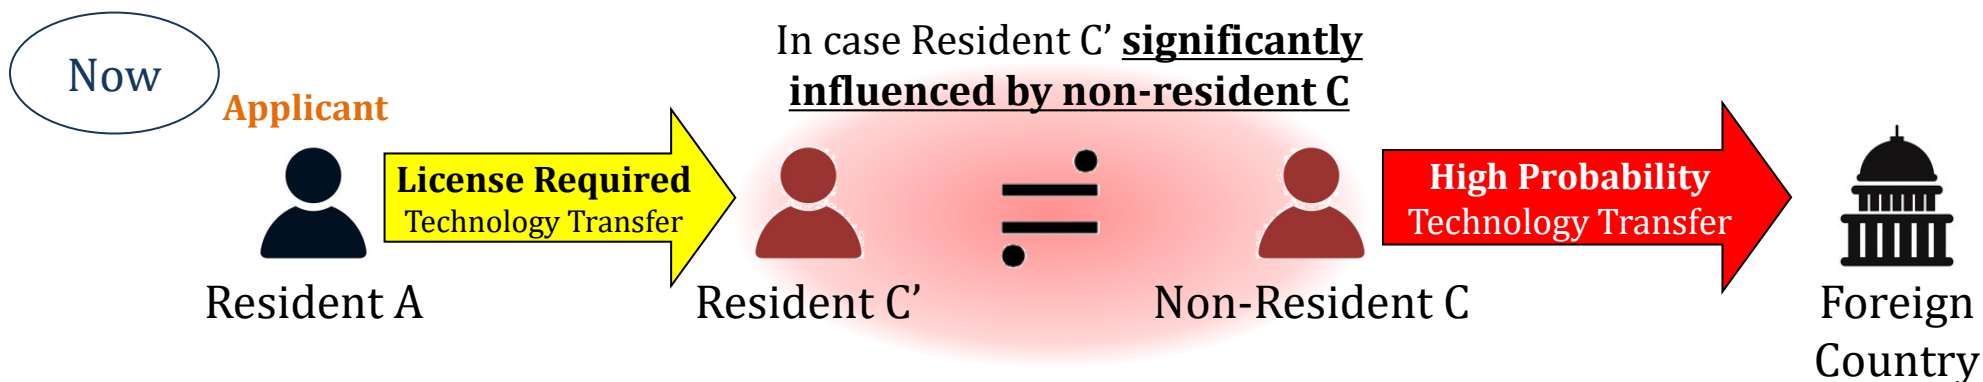 Now
In case Resident C’ significantly
influenced by non-resident C
Applicant
License Required
Technology Transfer
High Probability
Technology Transfer
Resident A
Resident C’
≒
Non-Resident C
Foreign
Country